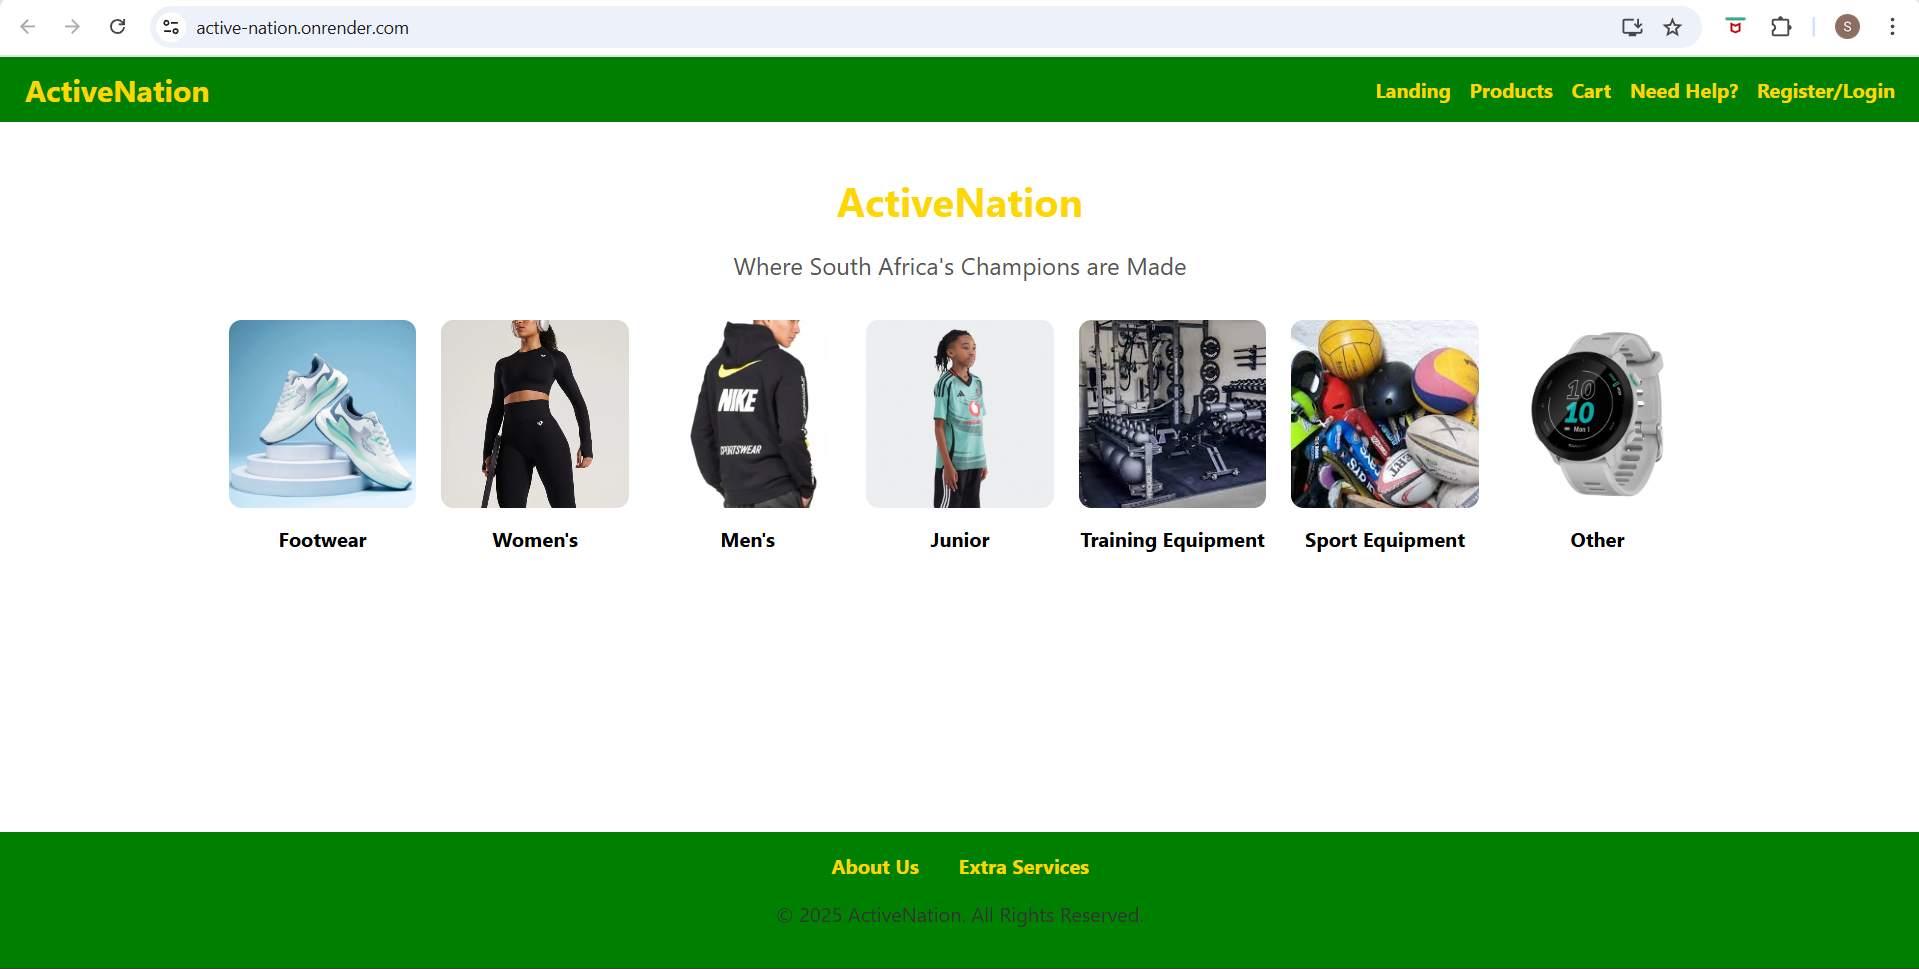 active-nation.onrender.com
S
ActiveNation
Landing Products Cart Need Help? Register/Login
ActiveNation
Where South Africa's Champions are Made
NIKE
SPORTSWEAR
10
10
Mon 1
Footwear Women's Men's Junior Training Equipment Sport Equipment Other
About Us Extra Services
© 2025 ActiveNation. All Rights Reserved.